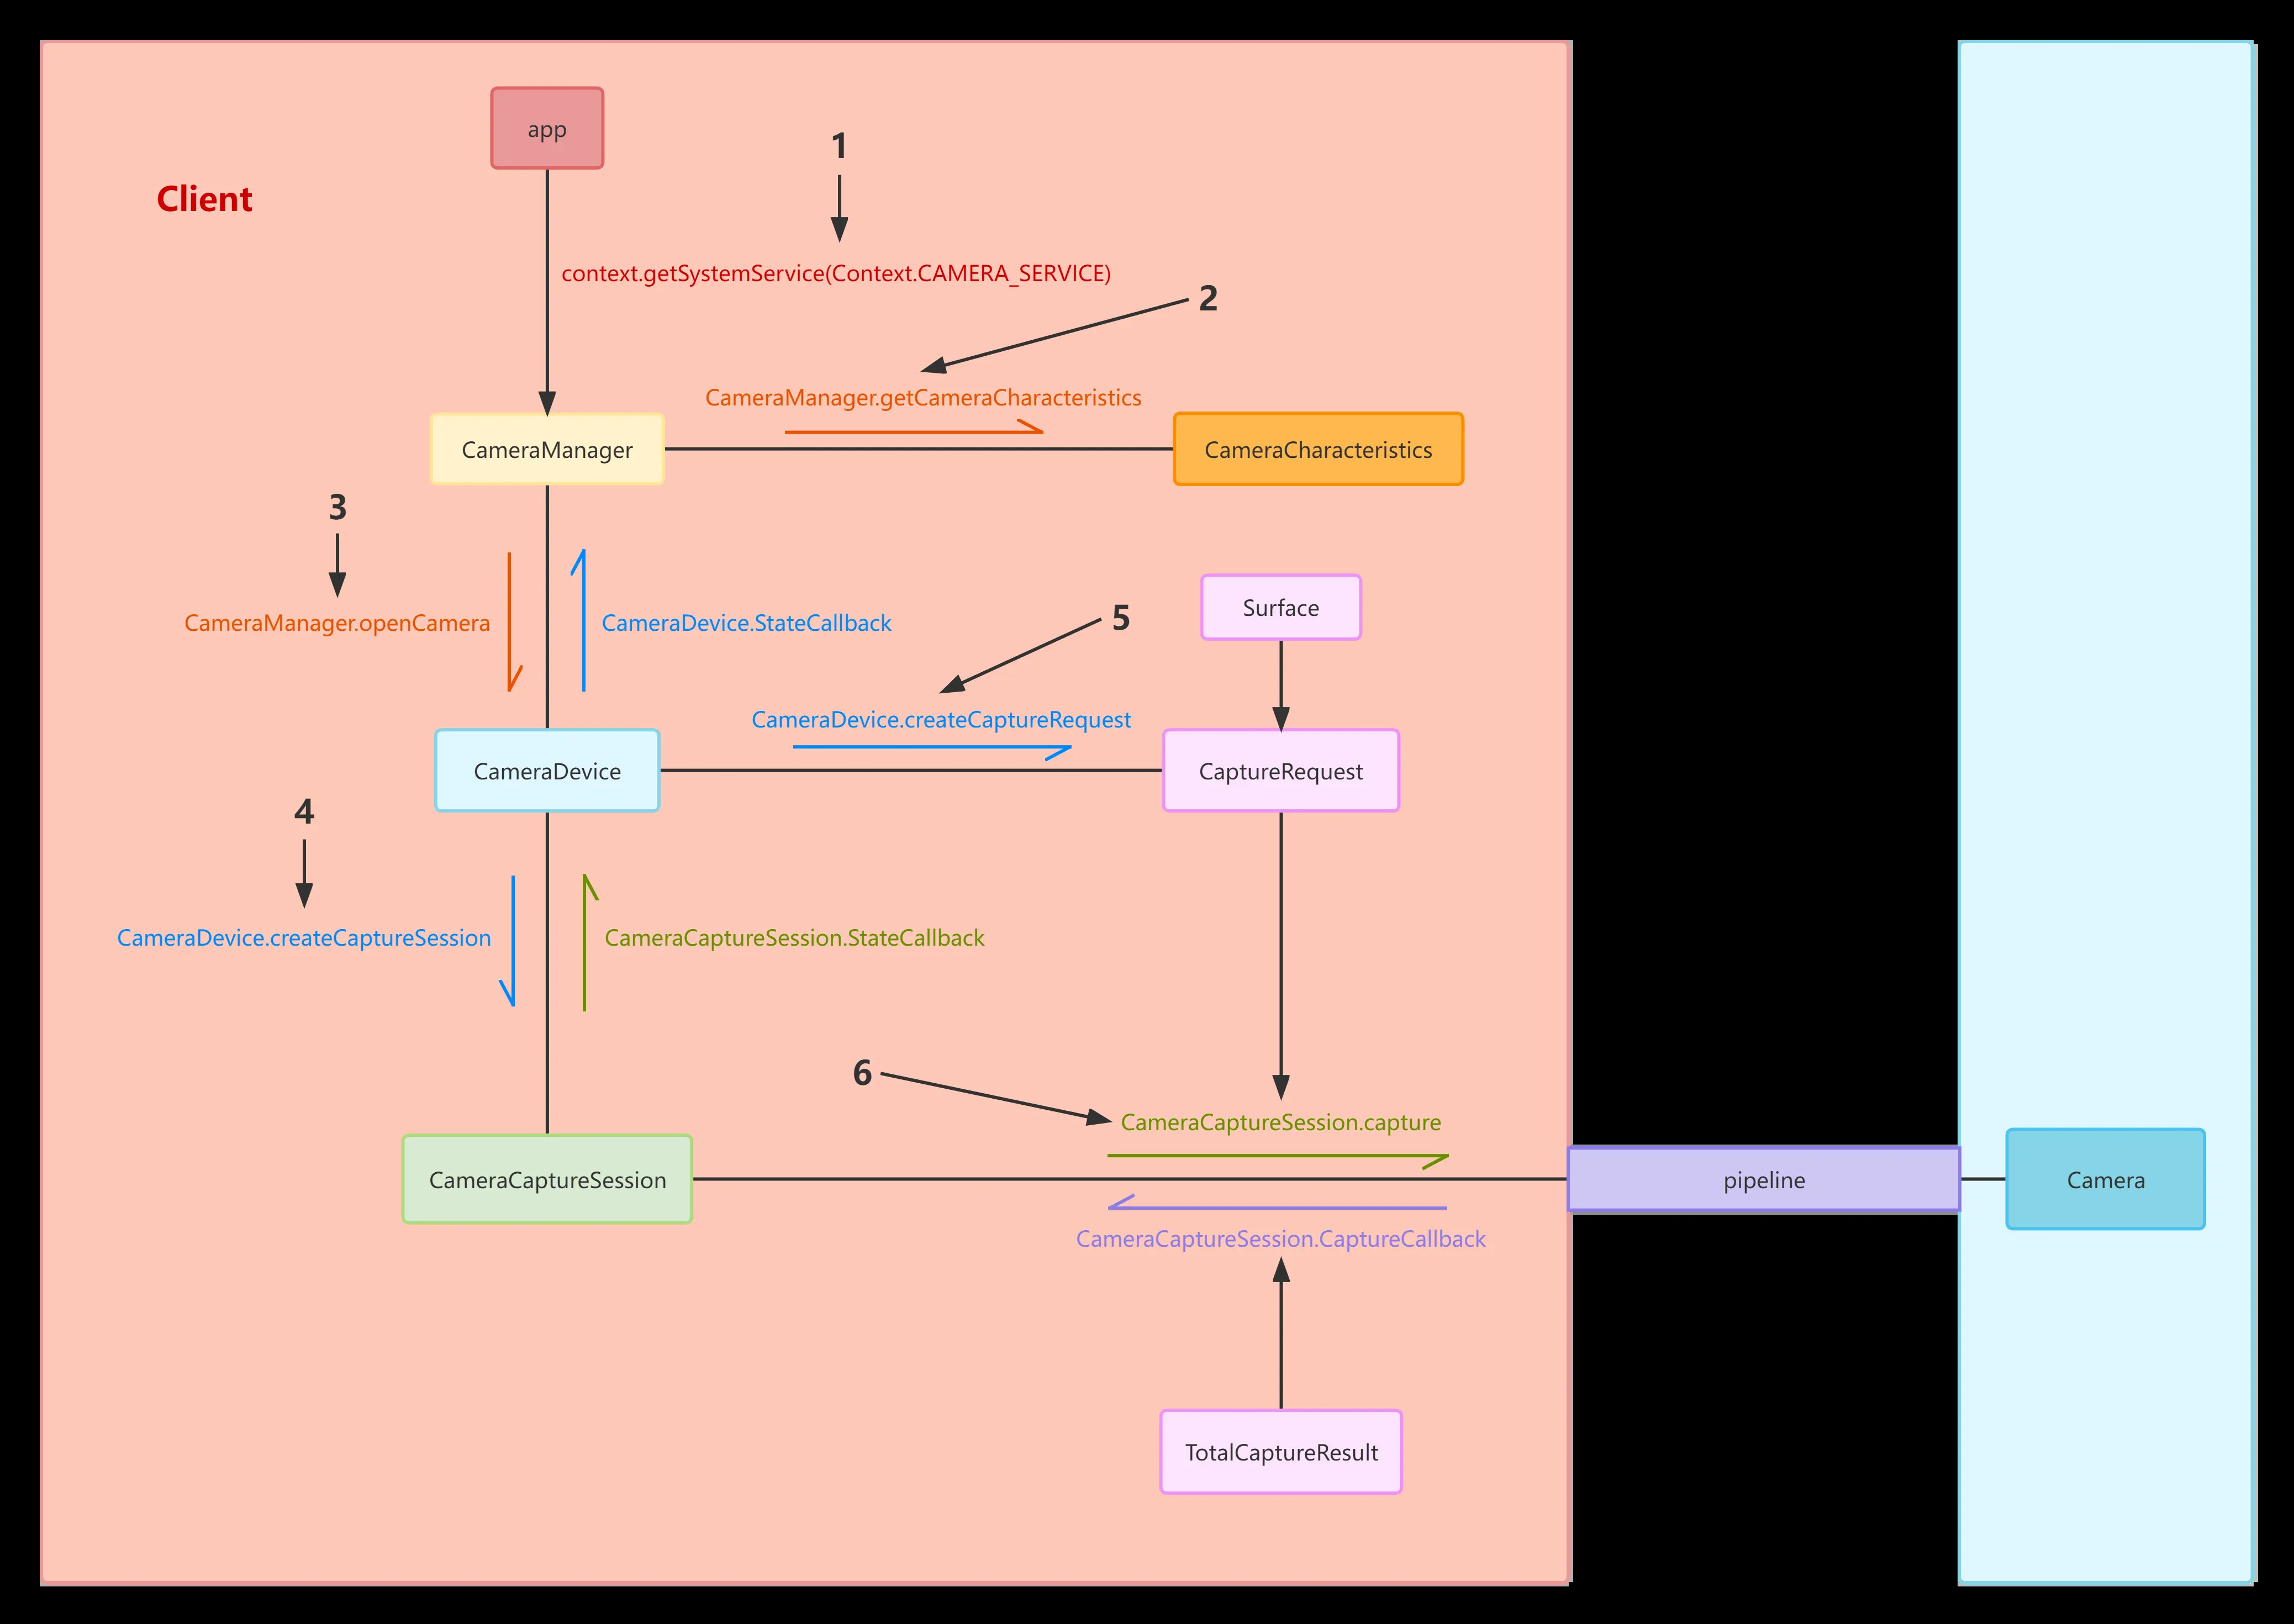 app
1
Client
context.getSystemService(Context.CAMERA_SERVICE)
2
CameraManager.getCameraCharacteristics
CameraManager
CameraCharacteristics
3
Surface
CameraManager.openCamera
CameraDevice.StateCallback
5
CameraDevice.createCaptureRequest
CameraDevice
CaptureRequest
4
CameraDevice.createCaptureSession
CameraCaptureSession.StateCallback
6
CameraCaptureSession.capture
CameraCaptureSession
pipeline
Camera
CameraCaptureSession.CaptureCallback
TotalCaptureResult